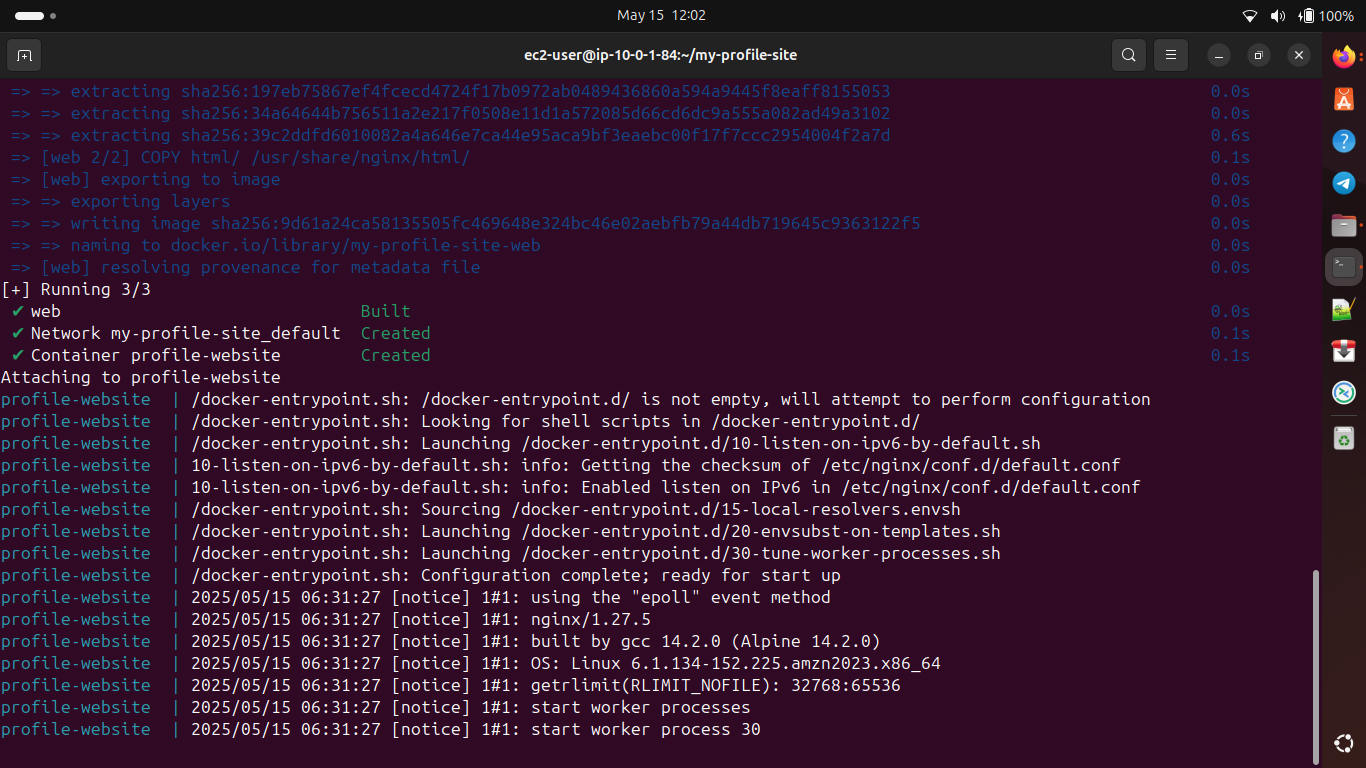 May 15 12:02
100%
ec2-user@ip-10-0-1-84:~/my-profile-site
=> => extracting sha256:197eb75867ef4fcecd4724f17b0972ab0489436860a594a9445f8eaff8155053 0.0s
=> => extracting sha256:34a64644b756511a2e217f0508e11d1a572085d66cd6dc9a555a082ad49a3102 0.0s
=> => extracting sha256:39c2ddfd6010082a4a646e7ca44e95aca9bf3eaebc00f17f7ccc2954004f2a7d 0.6s
=> [web 2/2] COPY html/ /usr/share/nginx/html/ 0.1s
=> [web] exporting to image 0.0s
=> => exporting layers 0.0s
=> => writing image sha256:9d61a24ca58135505fc469648e324bc46e02aebfb79a44db719645c9363122f5 0.0s
=> => naming to docker.io/library/my-profile-site-web 0.0s
=> [web] resolving provenance for metadata file 0.0s
[+] Running 3/3
✔ web Built 0.0s
✔ Network my-profile-site_default Created 0.1s
✔ Container profile-website Created 0.1s
Attaching to profile-website
profile-website | /docker-entrypoint.sh: /docker-entrypoint.d/ is not empty, will attempt to perform configuration
profile-website | /docker-entrypoint.sh: Looking for shell scripts in /docker-entrypoint.d/
profile-website | /docker-entrypoint.sh: Launching /docker-entrypoint.d/10-listen-on-ipv6-by-default.sh
profile-website | 10-listen-on-ipv6-by-default.sh: info: Getting the checksum of /etc/nginx/conf.d/default.conf
profile-website | 10-listen-on-ipv6-by-default.sh: info: Enabled listen on IPv6 in /etc/nginx/conf.d/default.conf
profile-website | /docker-entrypoint.sh: Sourcing /docker-entrypoint.d/15-local-resolvers.envsh
profile-website | /docker-entrypoint.sh: Launching /docker-entrypoint.d/20-envsubst-on-templates.sh
profile-website | /docker-entrypoint.sh: Launching /docker-entrypoint.d/30-tune-worker-processes.sh
profile-website | /docker-entrypoint.sh: Configuration complete; ready for start up
profile-website | 2025/05/15 06:31:27 [notice] 1#1: using the "epoll" event method
profile-website | 2025/05/15 06:31:27 [notice] 1#1: nginx/1.27.5
profile-website | 2025/05/15 06:31:27 [notice] 1#1: built by gcc 14.2.0 (Alpine 14.2.0)
profile-website | 2025/05/15 06:31:27 [notice] 1#1: OS: Linux 6.1.134-152.225.amzn2023.x86_64
profile-website | 2025/05/15 06:31:27 [notice] 1#1: getrlimit(RLIMIT_NOFILE): 32768:65536
profile-website | 2025/05/15 06:31:27 [notice] 1#1: start worker processes
profile-website | 2025/05/15 06:31:27 [notice] 1#1: start worker process 30